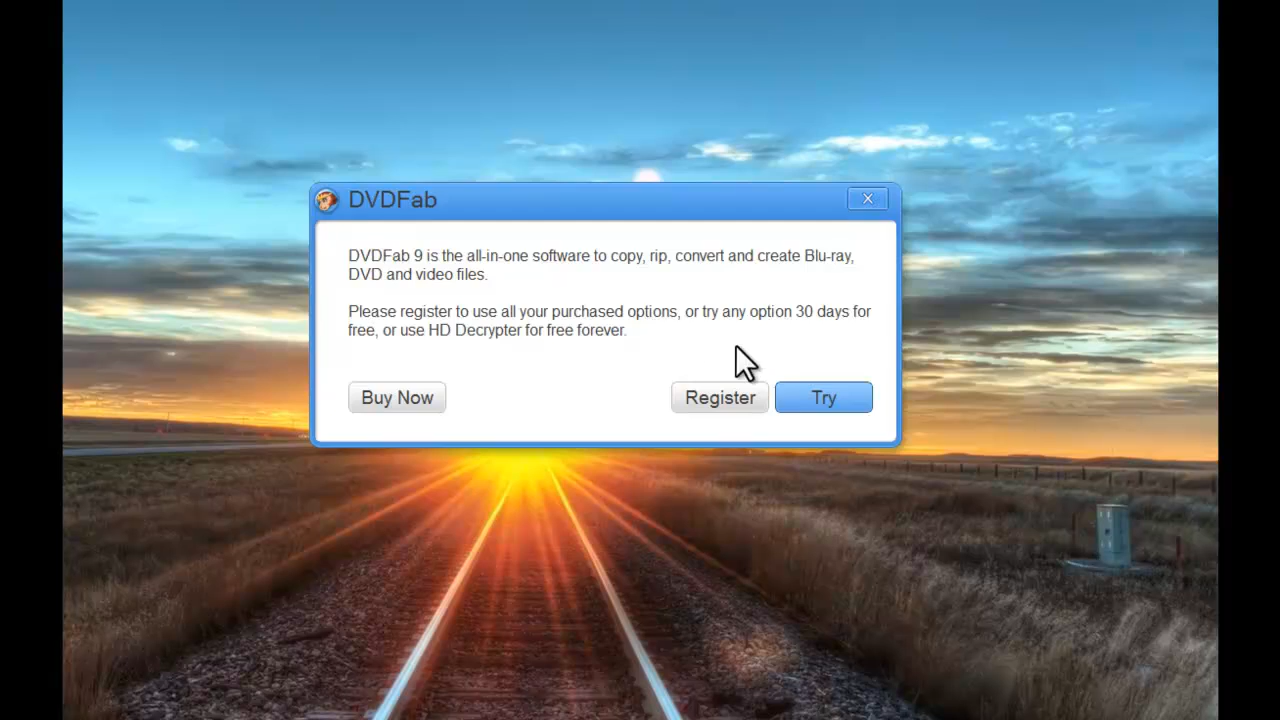 DVDFab
DVDFab 9 is the all-in-one software to copy, rip, convert and create Blu-ray,
DVD and video files.
Please register to use all your purchased options, or try any option 30 days for
free, or use HD Decrypter for free forever.
Buy Now
Register
Try